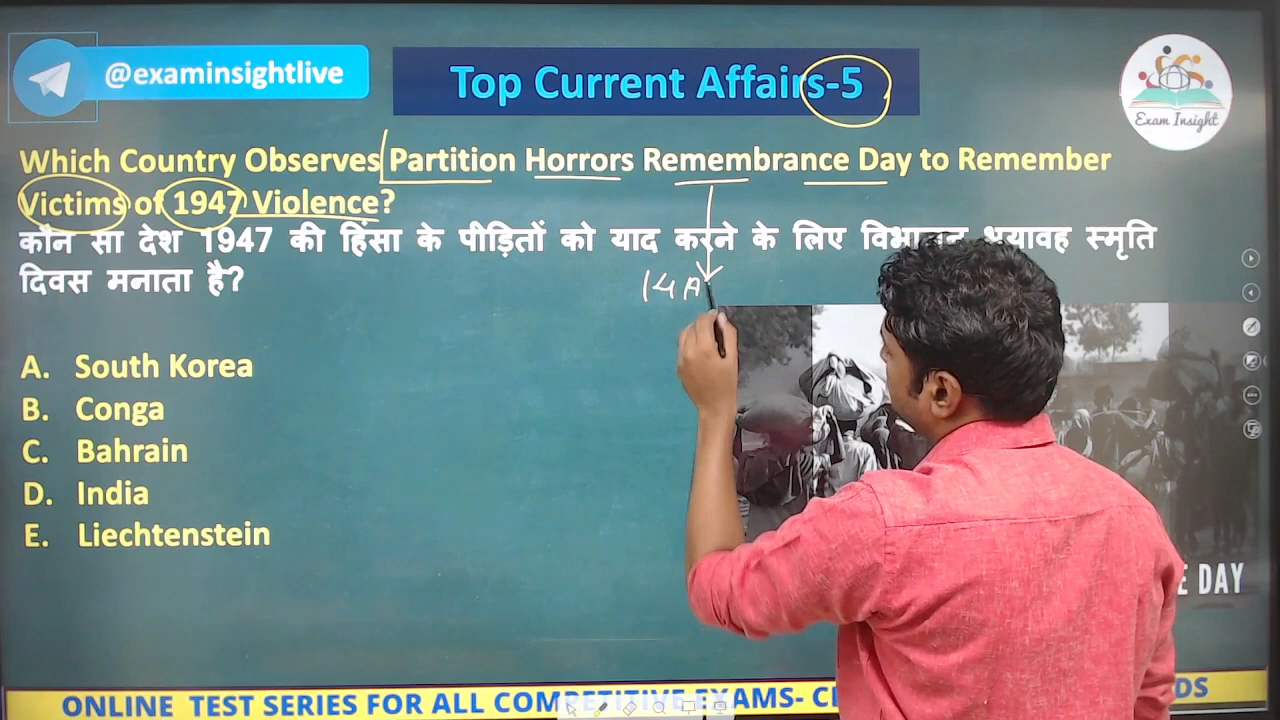 @examinsightlive
Top Current Affairs-5
Exam Insight
Which Country Observes Partition Horrors Remembrance Day to Remember
Victims of 1947 Violence?
कौन सा देश 1947 की हिंसा के पीड़ितों को याद करने के लिए विभाजन भयावह स्मृति
दिवस मनाता है?
14 A
A. South Korea
B. Conga
C. Bahrain
D. India
E. Liechtenstein
DAY
ONLINE TEST SERIES FOR ALL COMPETITIVE EXAMS-